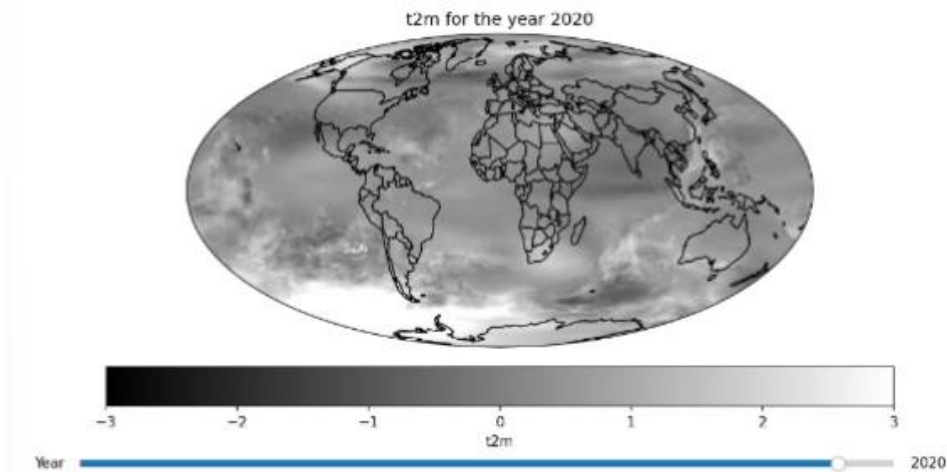 t2m for the year 2020
−3 −2 −1 0 1 2 3
t2m
Year 2020